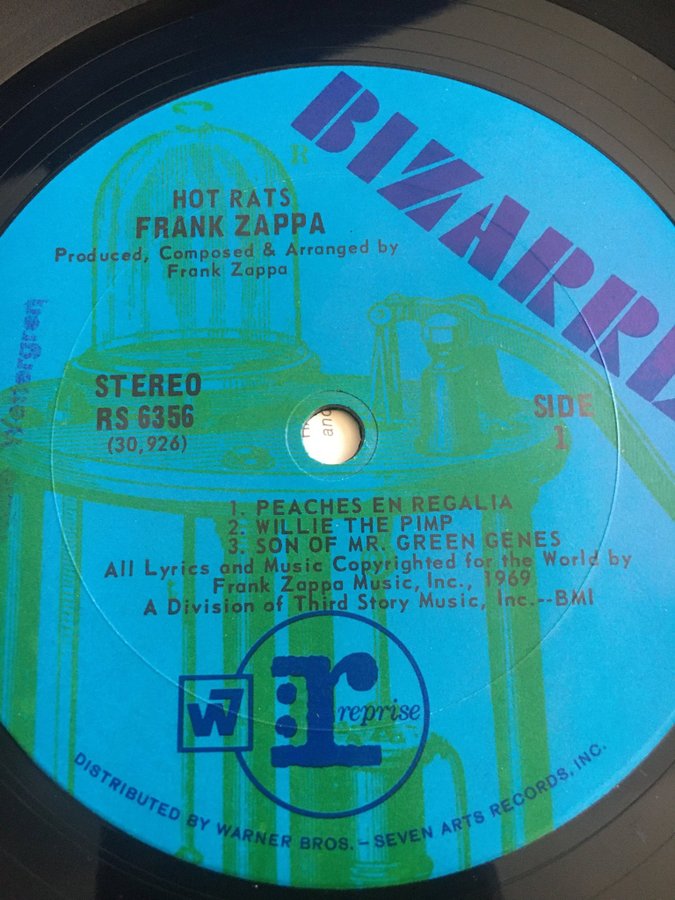 BIZARRE
R
HOT RATS
FRANK ZAPPA
Produced, Composed & Arranged by
Frank Zappa
Wettergren
STEREO
RS 6356
(30,926)
SIDE
1
and
1. PEACHES EN REGALIA
2. WILLIE THE PIMP
3. SON OF MR. GREEN GENES
All Lyrics and Music Copyrighted for the World by
Frank Zappa Music, Inc., 1969
A Division of Third Story Music, Inc.--BMI
W7
r
:reprise
DISTRIBUTED BY WARNER BROS. – SEVEN ARTS RECORDS, INC.